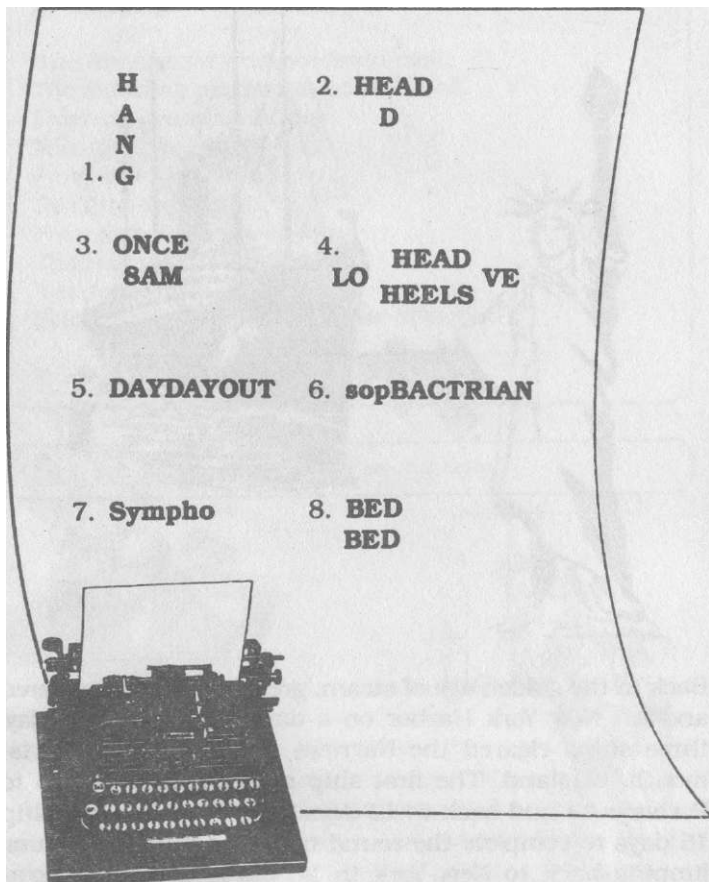 H
A
N
1. G
2. HEAD
D
3. ONCE
8AM
4.
HEAD
LO VE
HEELS
5. DAYDAYOUT
6. sopBACTRIAN
7. Sympho
8. BED
BED